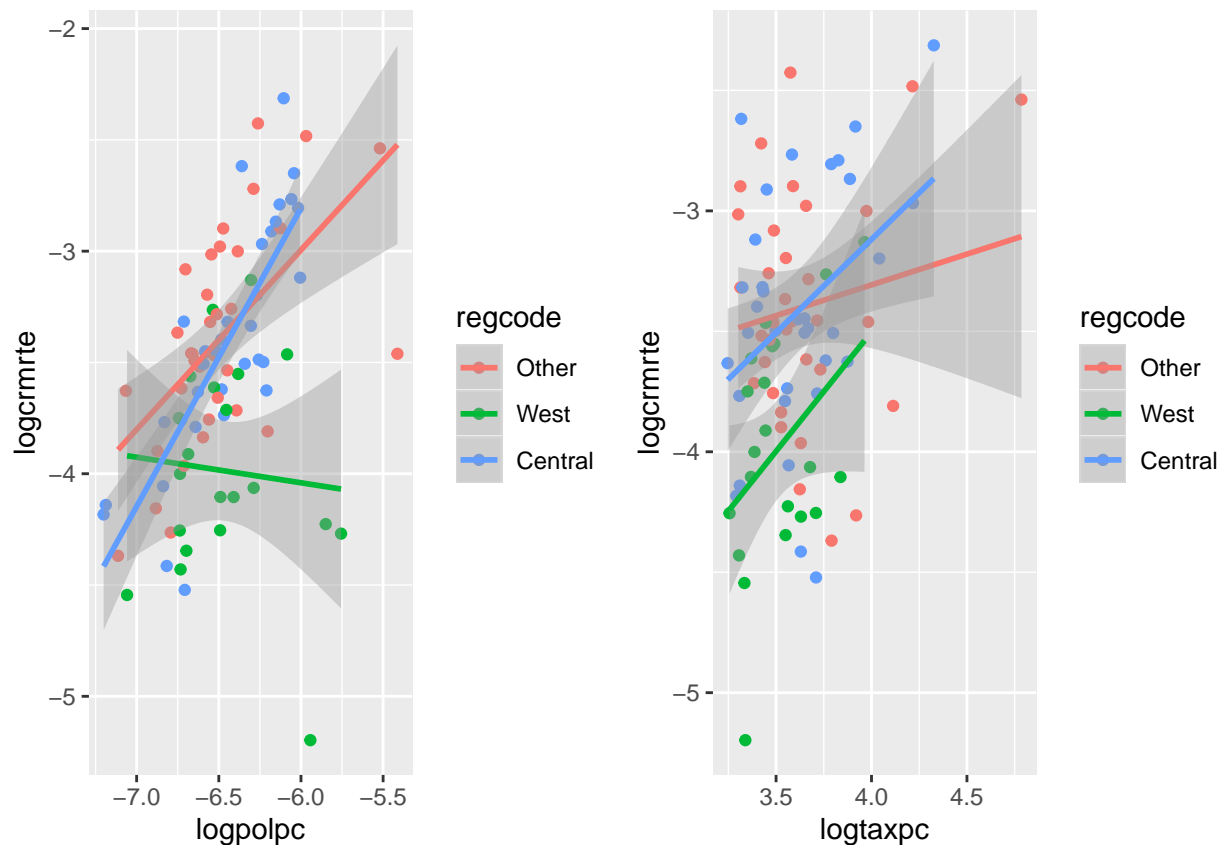 −2
−3
−4
−5
logcrmrte
−7.0 −6.5 −6.0 −5.5
logpolpc
regcode
Other
West
Central
−3
−4
−5
logcrmrte
3.5 4.0 4.5
logtaxpc
regcode
Other
West
Central